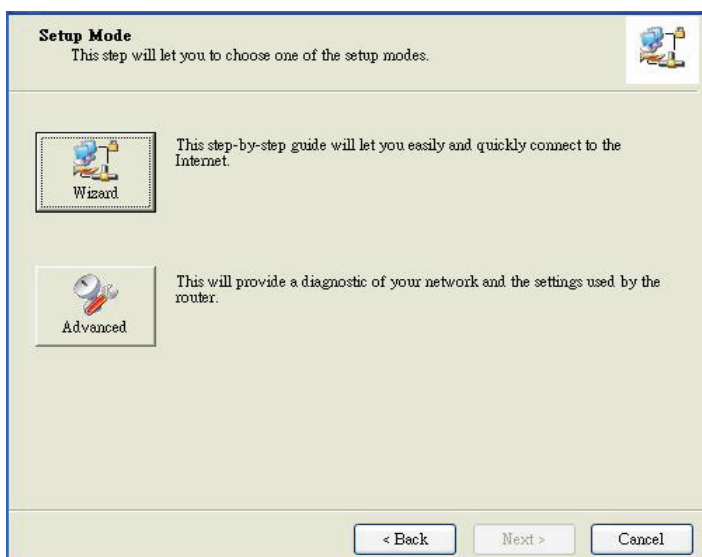 Setup Mode
This step will let you to choose one of the setup modes.
Wizard
This step-by-step guide will let you easily and quickly connect to the
Internet.
Advanced
This will provide a diagnostic of your network and the settings used by the
router.
< Back
Next >
Cancel